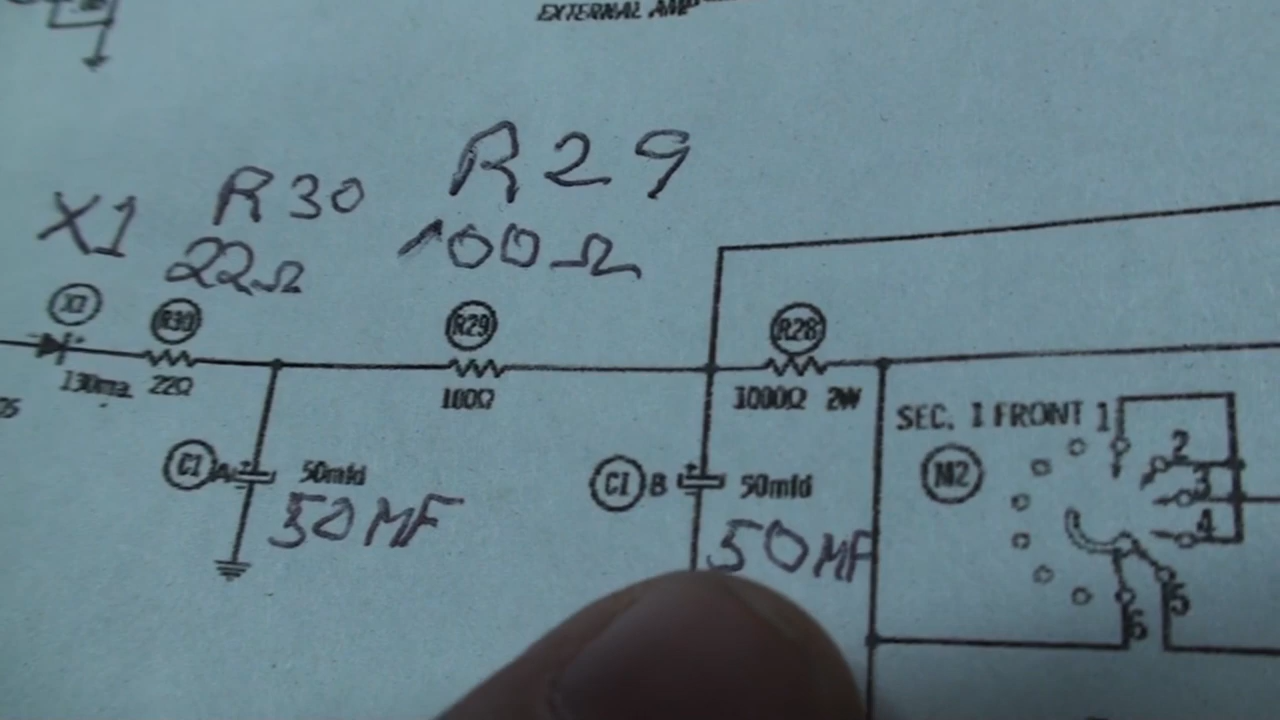 EXTERNAL AMP
R29
R30
X1
100Ω
22Ω
X1
R30
R29
R28
130ma
22Ω
100Ω
1000Ω 2W
SEC. 1 FRONT 1
2
C1 A
50mfd
C1 B
50mfd
M2
3
50MF
4
50MF
5
6